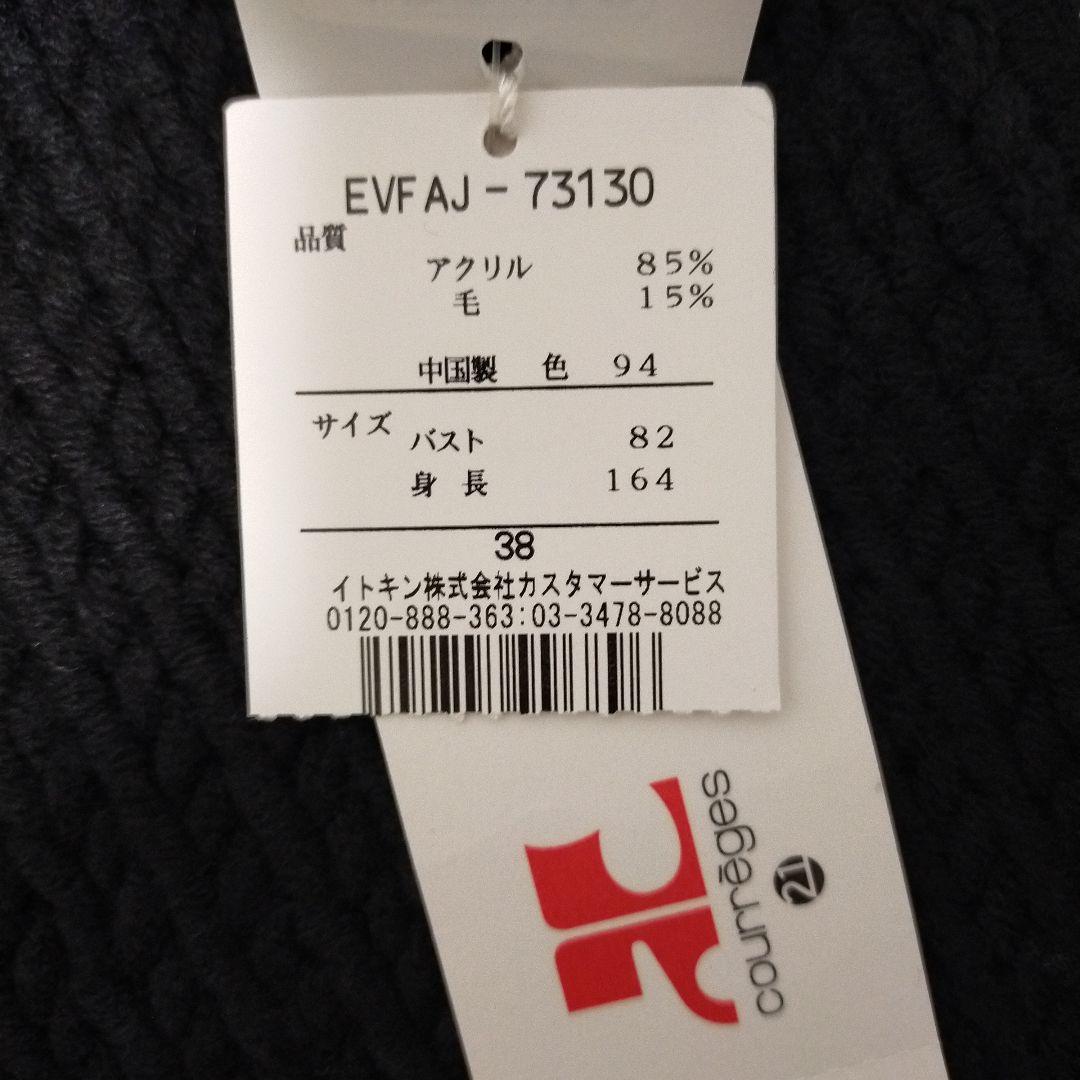 EVFAJ-73130
品質
アクリル 85%
毛 15%
中国製 色 94
サイズ バスト 82
身長 164
38
イトキン株式会社カスタマーサービス
0120-888-363:03-3478-8088
courrēges
21